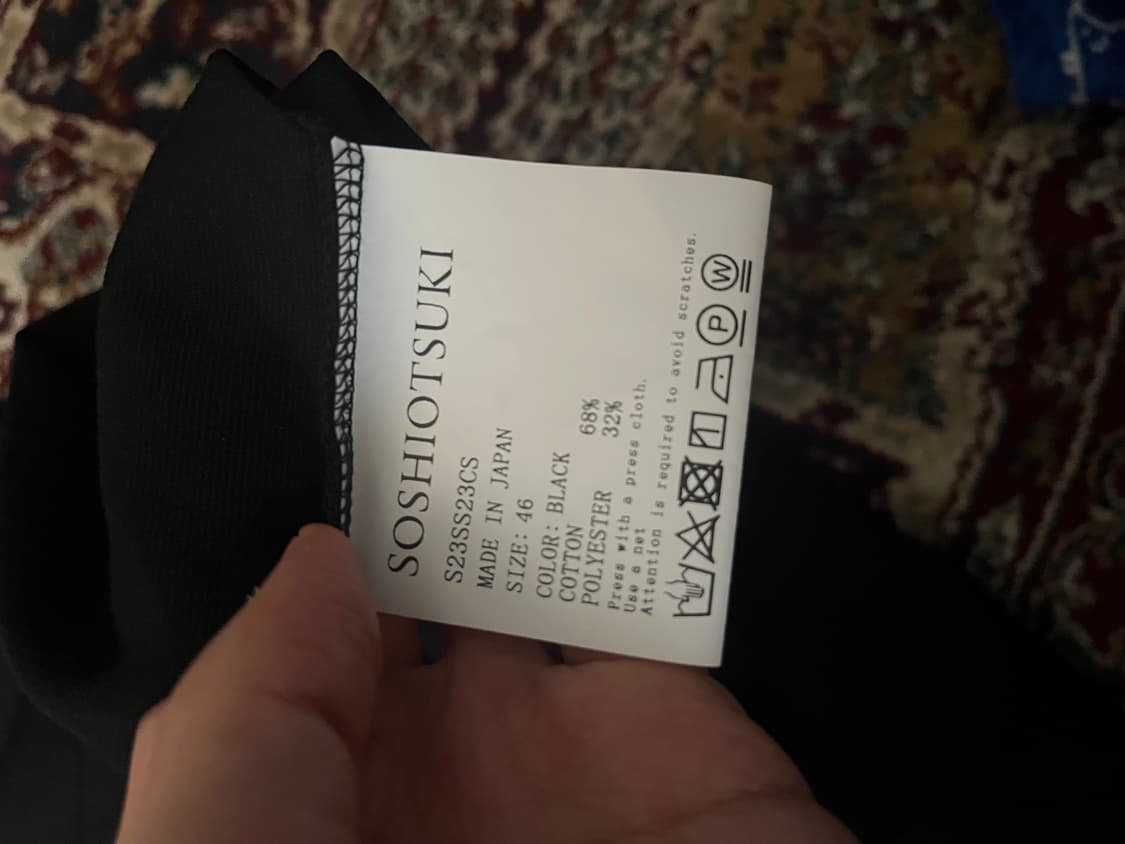 SOSHIOTSUKI
S23SS23CS
MADE IN JAPAN
SIZE: 46
COLOR: BLACK
COTTON 68%
POLYESTER 32%
Press with a press cloth.
Use a net
Attention is required to avoid scratches.
P W